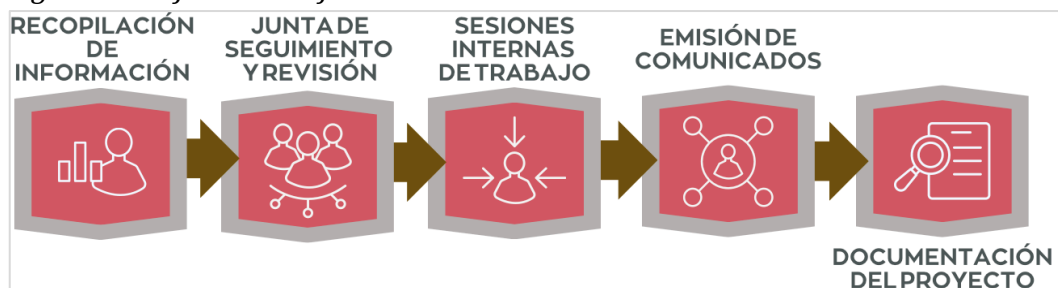 RECOPILACIÓN
DE
INFORMACIÓN
JUNTA DE
SEGUIMIENTO
Y REVISIÓN
SESIONES
INTERNAS
DE TRABAJO
EMISIÓN DE
COMUNICADOS
DOCUMENTACIÓN
DEL PROYECTO